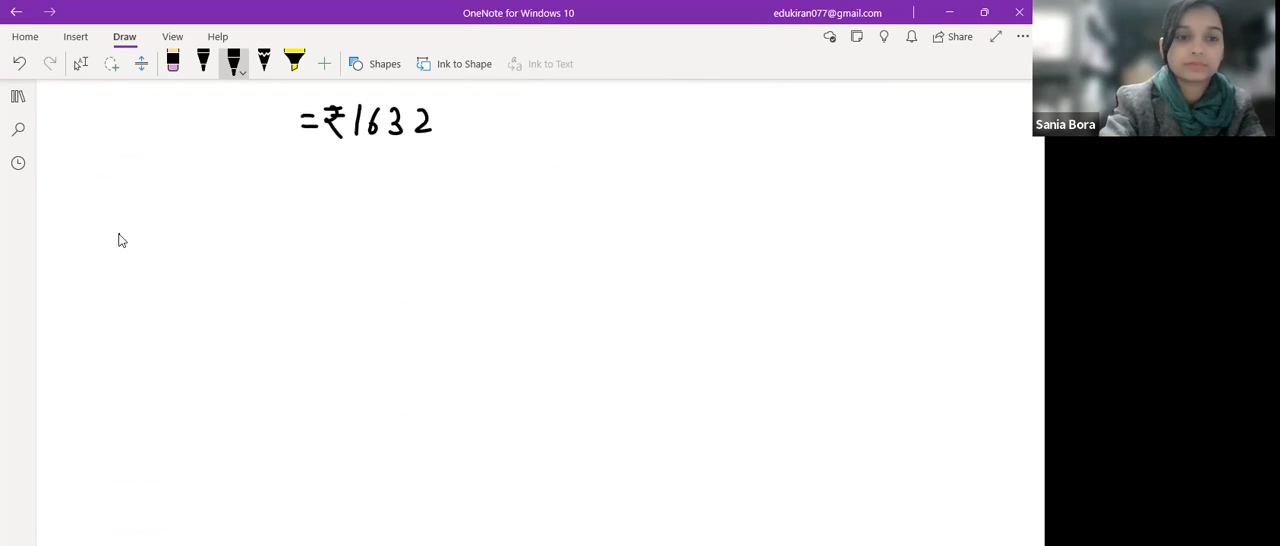 OneNote for Windows 10
edukiran077@gmail.com
Home Insert Draw View Help
Share
Shapes
Ink to Shape
Ink to Text
Sania Bora
=₹1632